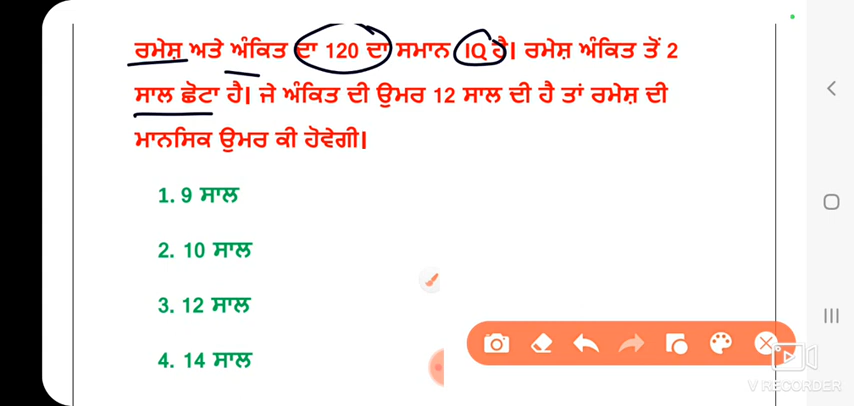 ਰਮੇਸ਼ ਅਤੇ ਅੰਕਿਤ ਦਾ 120 ਦਾ ਸਮਾਨ IQ ਹੈ। ਰਮੇਸ਼ ਅੰਕਿਤ ਤੋਂ 2
ਸਾਲ ਛੋਟਾ ਹੈ। ਜੇ ਅੰਕਿਤ ਦੀ ਉਮਰ 12 ਸਾਲ ਦੀ ਹੈ ਤਾਂ ਰਮੇਸ਼ ਦੀ
ਮਾਨਸਿਕ ਉਮਰ ਕੀ ਹੋਵੇਗੀ।
1. 9 ਸਾਲ
2. 10 ਸਾਲ
3. 12 ਸਾਲ
4. 14 ਸਾਲ
V RECORDER